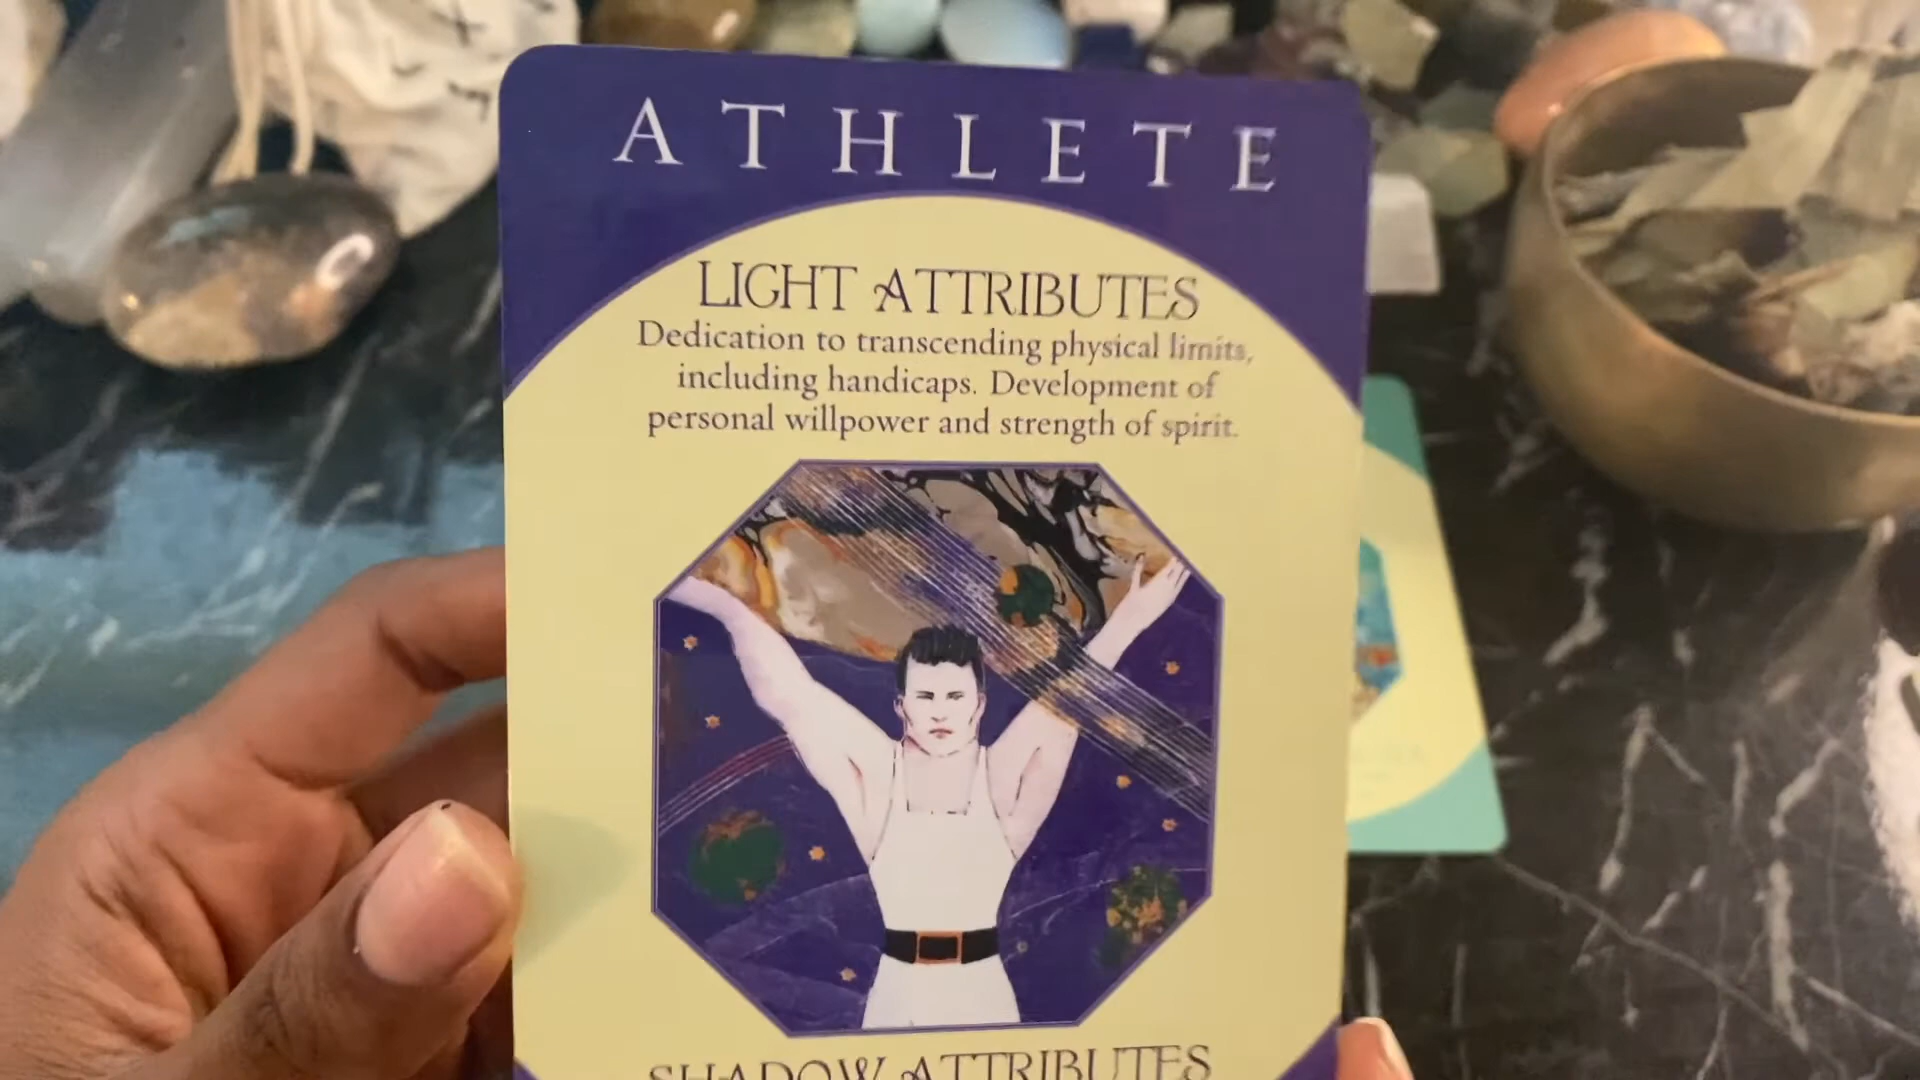 ATHLETE
LIGHT ATTRIBUTES
Dedication to transcending physical limits,
including handicaps. Development of
personal willpower and strength of spirit.
SHADOW ATTRIBUTES